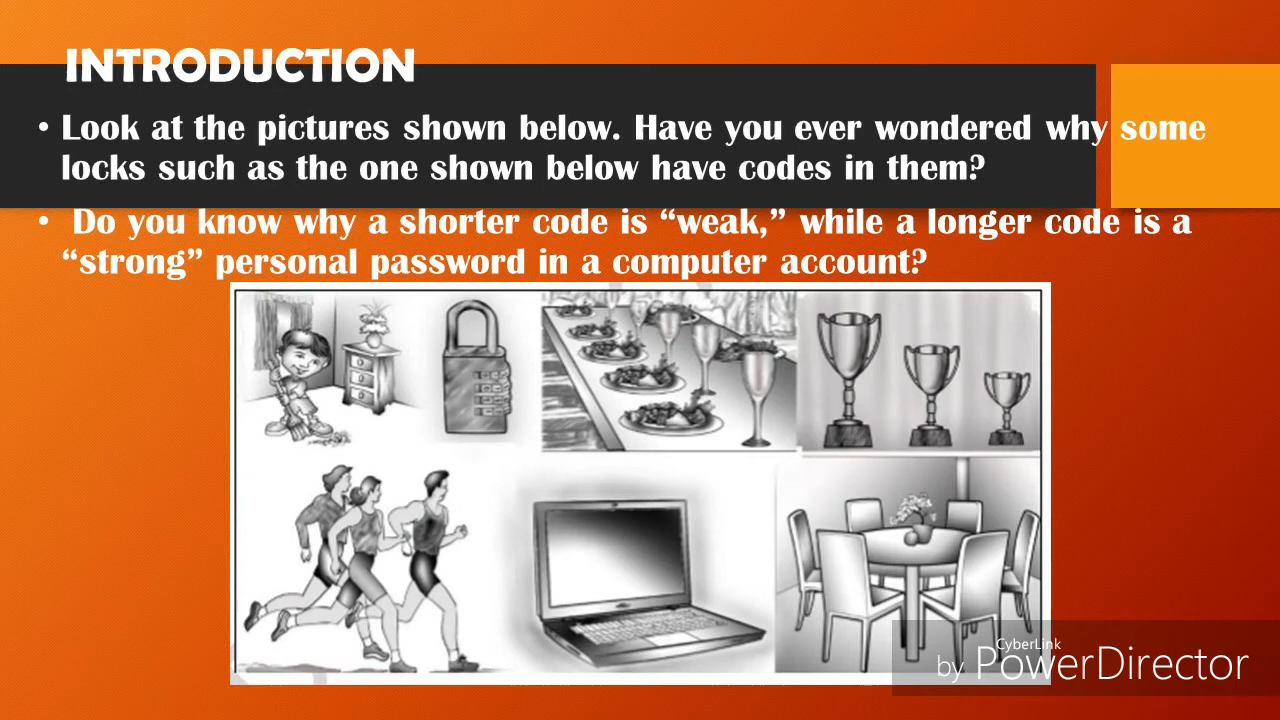 INTRODUCTION
• Look at the pictures shown below. Have you ever wondered why some
locks such as the one shown below have codes in them?
• Do you know why a shorter code is “weak,” while a longer code is a
“strong” personal password in a computer account?
CyberLink
by PowerDirector